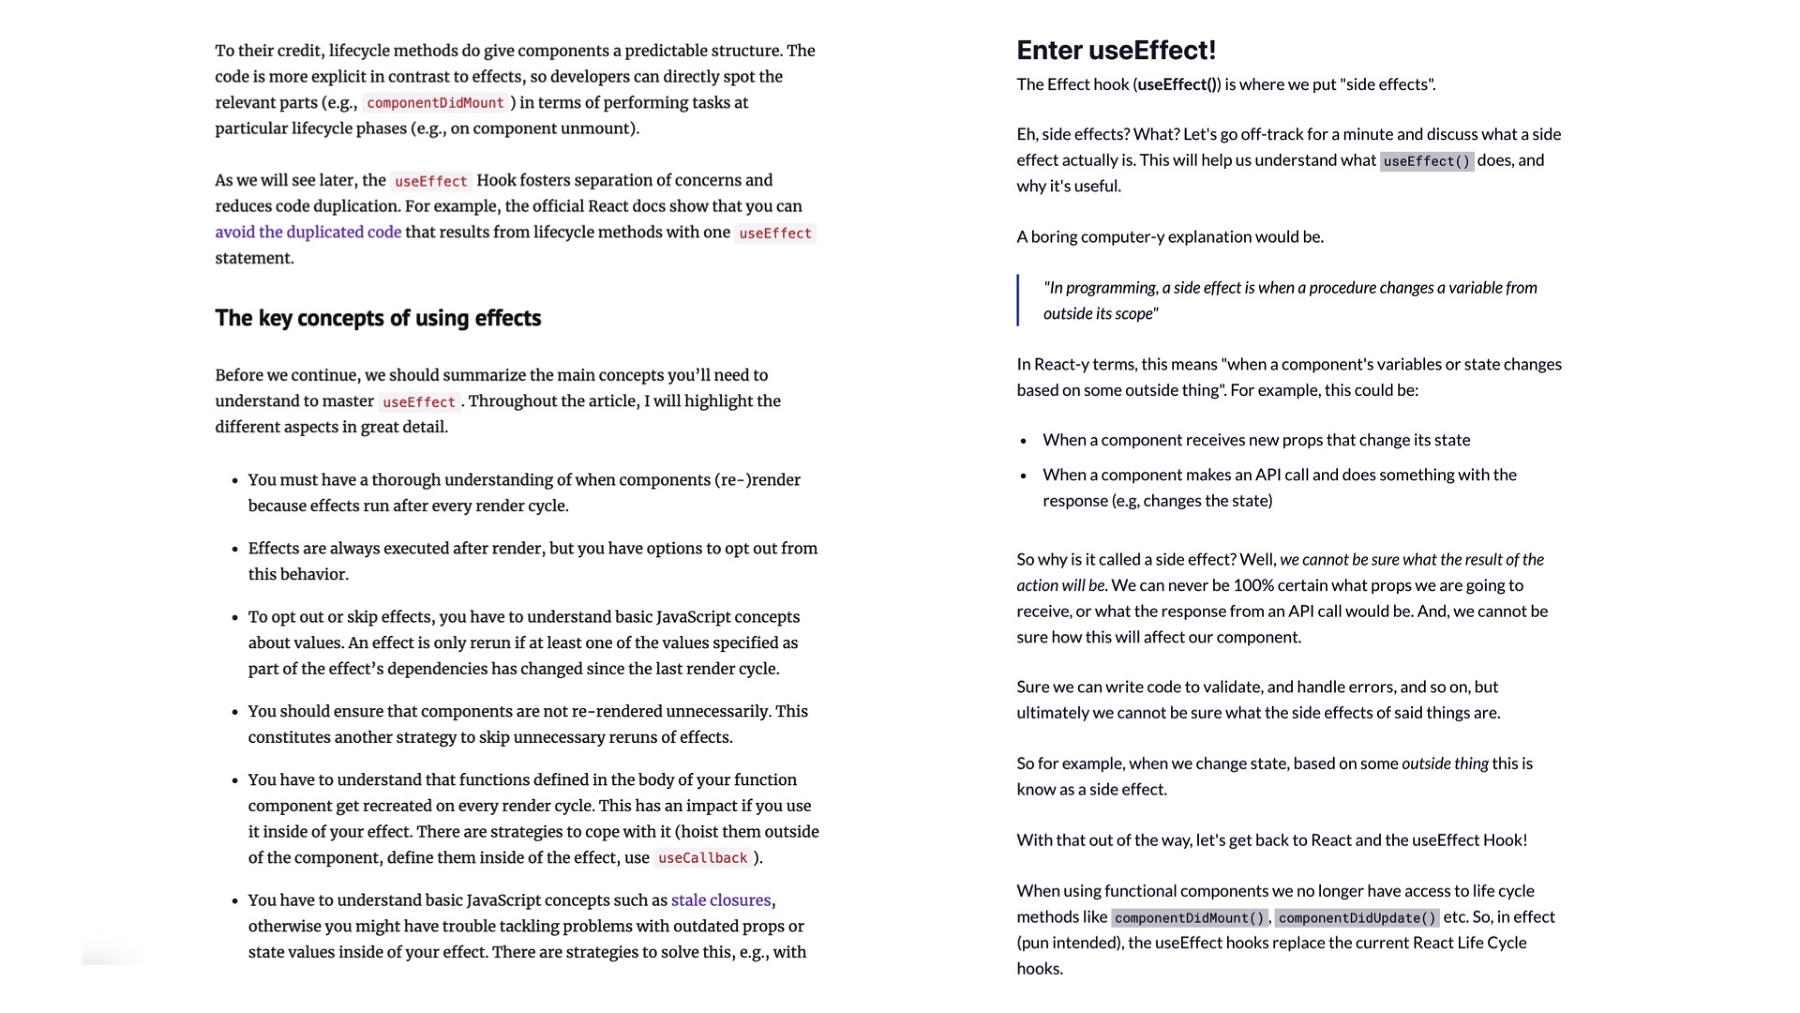 To their credit, lifecycle methods do give components a predictable structure. The
code is more explicit in contrast to effects, so developers can directly spot the
relevant parts (e.g., componentDidMount ) in terms of performing tasks at
particular lifecycle phases (e.g., on component unmount).
As we will see later, the useEffect Hook fosters separation of concerns and
reduces code duplication. For example, the official React docs show that you can
avoid the duplicated code that results from lifecycle methods with one useEffect
statement.
The key concepts of using effects
Before we continue, we should summarize the main concepts you’ll need to
understand to master useEffect . Throughout the article, I will highlight the
different aspects in great detail.
• You must have a thorough understanding of when components (re-)render
because effects run after every render cycle.
• Effects are always executed after render, but you have options to opt out from
this behavior.
• To opt out or skip effects, you have to understand basic JavaScript concepts
about values. An effect is only rerun if at least one of the values specified as
part of the effect’s dependencies has changed since the last render cycle.
• You should ensure that components are not re-rendered unnecessarily. This
constitutes another strategy to skip unnecessary reruns of effects.
• You have to understand that functions defined in the body of your function
component get recreated on every render cycle. This has an impact if you use
it inside of your effect. There are strategies to cope with it (hoist them outside
of the component, define them inside of the effect, use useCallback ).
• You have to understand basic JavaScript concepts such as stale closures,
otherwise you might have trouble tackling problems with outdated props or
state values inside of your effect. There are strategies to solve this, e.g., with
Enter useEffect!
The Effect hook (useEffect()) is where we put "side effects".
Eh, side effects? What? Let's go off-track for a minute and discuss what a side
effect actually is. This will help us understand what useEffect() does, and
why it's useful.
A boring computer-y explanation would be.
"In programming, a side effect is when a procedure changes a variable from
outside its scope"
In React-y terms, this means "when a component's variables or state changes
based on some outside thing". For example, this could be:
• When a component receives new props that change its state
• When a component makes an API call and does something with the
response (e.g, changes the state)
So why is it called a side effect? Well, we cannot be sure what the result of the
action will be. We can never be 100% certain what props we are going to
receive, or what the response from an API call would be. And, we cannot be
sure how this will affect our component.
Sure we can write code to validate, and handle errors, and so on, but
ultimately we cannot be sure what the side effects of said things are.
So for example, when we change state, based on some outside thing this is
know as a side effect.
With that out of the way, let's get back to React and the useEffect Hook!
When using functional components we no longer have access to life cycle
methods like componentDidMount(), componentDidUpdate() etc. So, in effect
(pun intended), the useEffect hooks replace the current React Life Cycle
hooks.